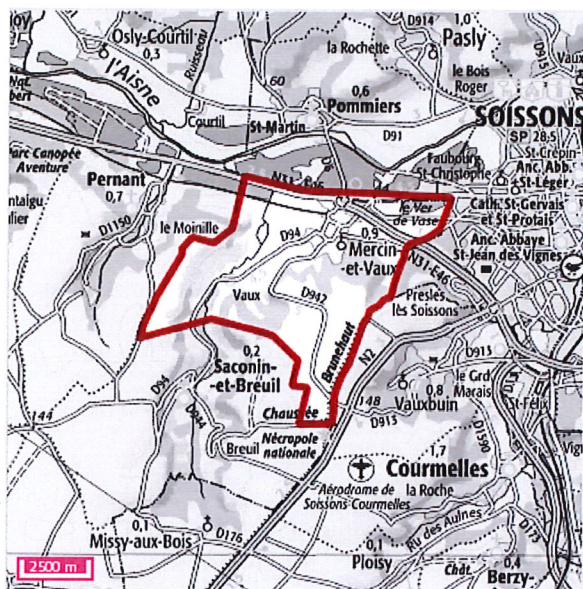 D914
1,0
Pasly
Osly-Courtil
0,3
Ruisseau
la Rochette
D915
Vaux
le Bois
Roger
l'Aisne
60
0,6
Pommiers
Nat.
Courtil
St-Martin
D91
SOISSONS
SP 28,5
St-Crépin
Parc Canopée
Aventure
Faubourg
St-Christophe
Anc. Abb.
St-Léger
Pernant
0,7
N31-E46
Cath. St-Gervais
et St-Protais
le Moinille
D1150
D94
0,9
Mercin-
et-Vaux
N31-E46
Anc. Abbaye
St-Jean des Vignes
Vaux
D942
Presles
lès Soissons
Brunehaut
0,2
Saconin-
-et-Breuil
N2
D913
le Grd
Marais
0,8
Vauxbuin
St-Félix
D94
144
Chaussée
148
D913
Breuil
Nécropole
nationale
1,7
Courmelles
D1590
Aérodrome de
Soissons-Courmelles
la Roche
Ru des Aulnes
0,1
Missy-aux-Bois
D176
0,1
Ploisy
Chât.
0,4
Berzy-
2500 m